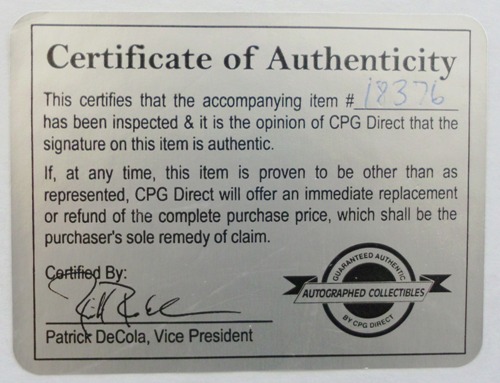 Certificate of Authenticity
This certifies that the accompanying item #18376
has been inspected & it is the opinion of CPG Direct that the
signature on this item is authentic.
If, at any time, this item is proven to be other than as
represented, CPG Direct will offer an immediate replacement
or refund of the complete purchase price, which shall be the
purchaser's sole remedy of claim.
Certified By:
Patrick DeCola, Vice President
GUARANTEED AUTHENTIC
AUTOGRAPHED COLLECTIBLES
BY CPG DIRECT